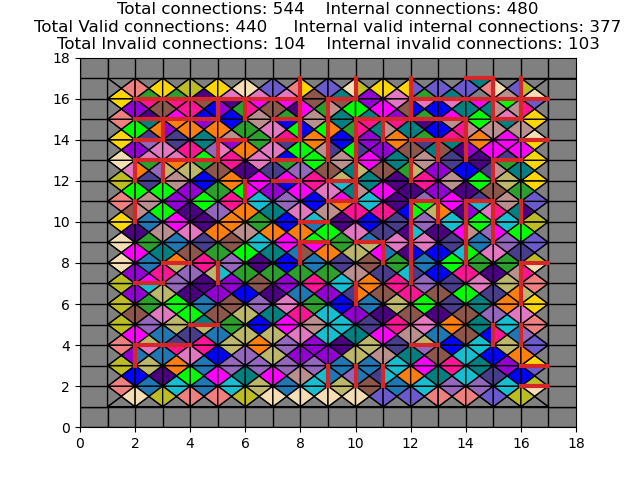 Total connections: 544    Internal connections: 480
Total Valid connections: 440     Internal valid internal connections: 377
Total Invalid connections: 104    Internal invalid connections: 103
18
16
14
12
10
8
6
4
2
0
0 2 4 6 8 10 12 14 16 18